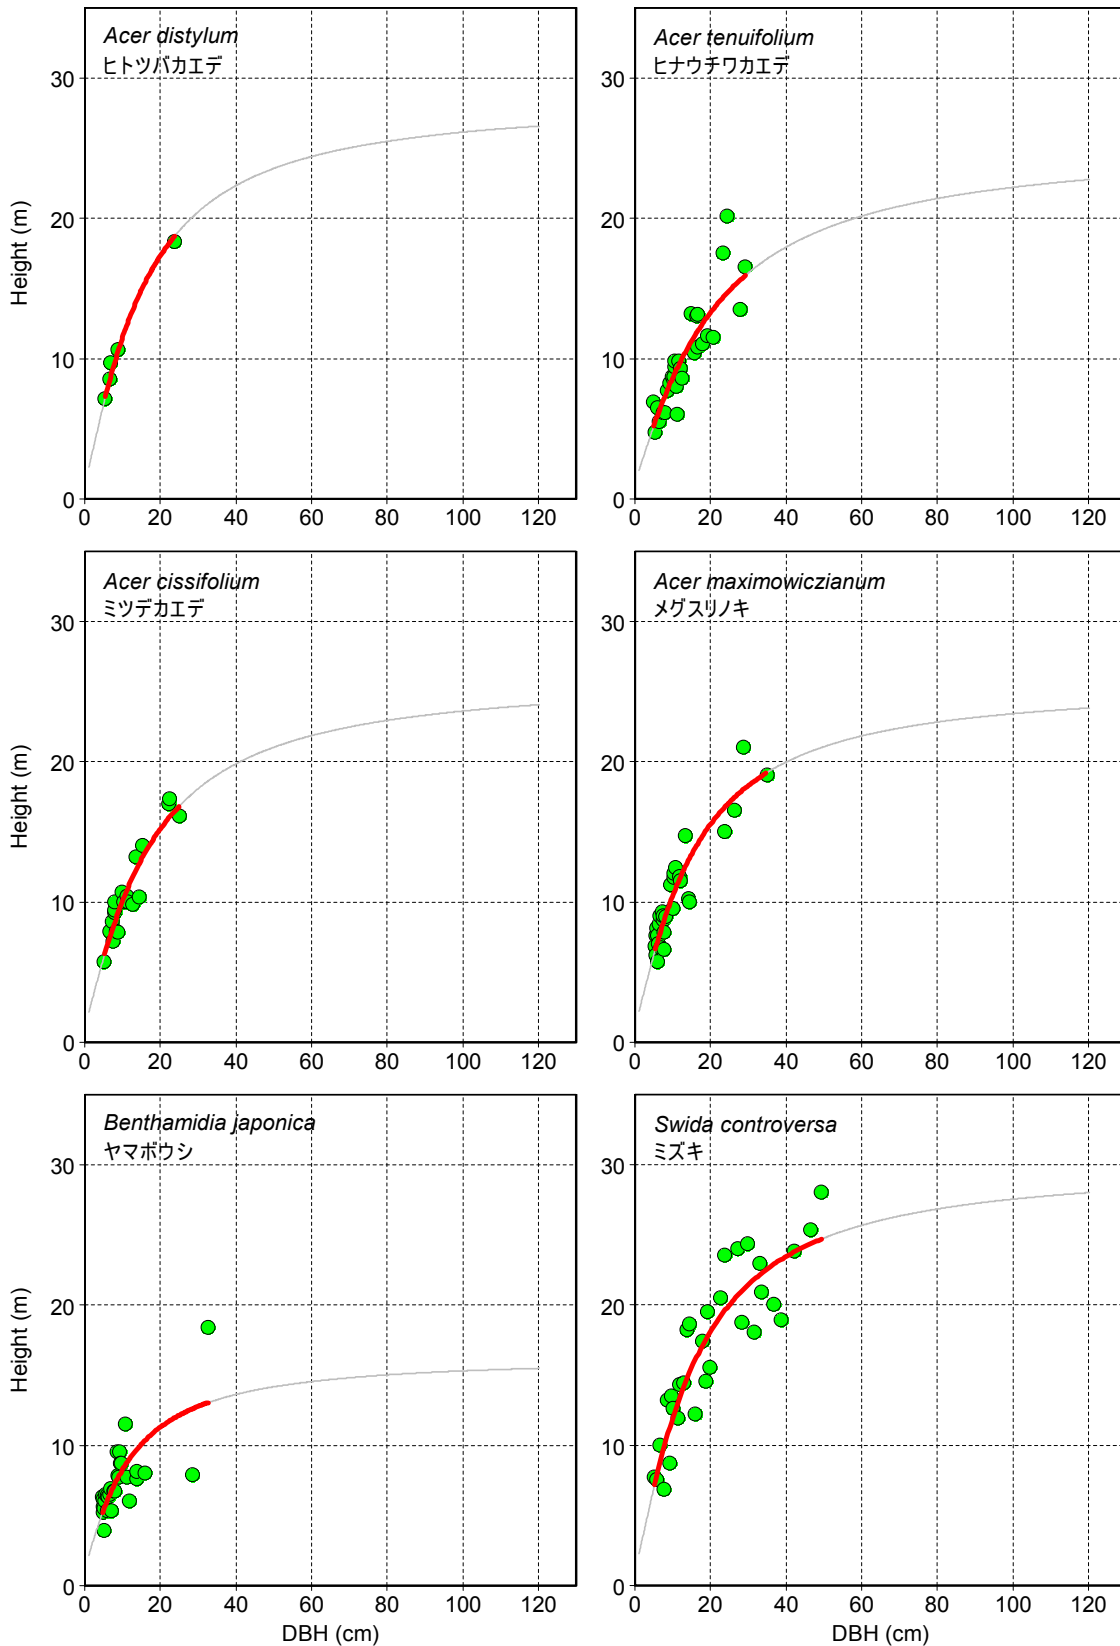 Acer distylum
ヒトツバカエデ
Height (m)
30
20
10
0
0 20 40 60 80 100 120
Acer tenuifolium
ヒナウチワカエデ
30
20
10
0
0 20 40 60 80 100 120
Acer cissifolium
ミツデカエデ
Height (m)
30
20
10
0
0 20 40 60 80 100 120
Acer maximowiczianum
メグスリノキ
30
20
10
0
0 20 40 60 80 100 120
Benthamidia japonica
ヤマボウシ
Height (m)
30
20
10
0
0 20 40 60 80 100 120
DBH (cm)
Swida controversa
ミズキ
30
20
10
0
0 20 40 60 80 100 120
DBH (cm)